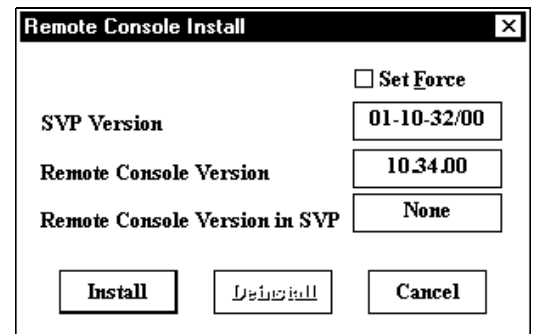 Remote Console Install
Set Force
SVP Version 01-10-32/00
Remote Console Version 10.34.00
Remote Console Version in SVP None
Install Deinstall Cancel